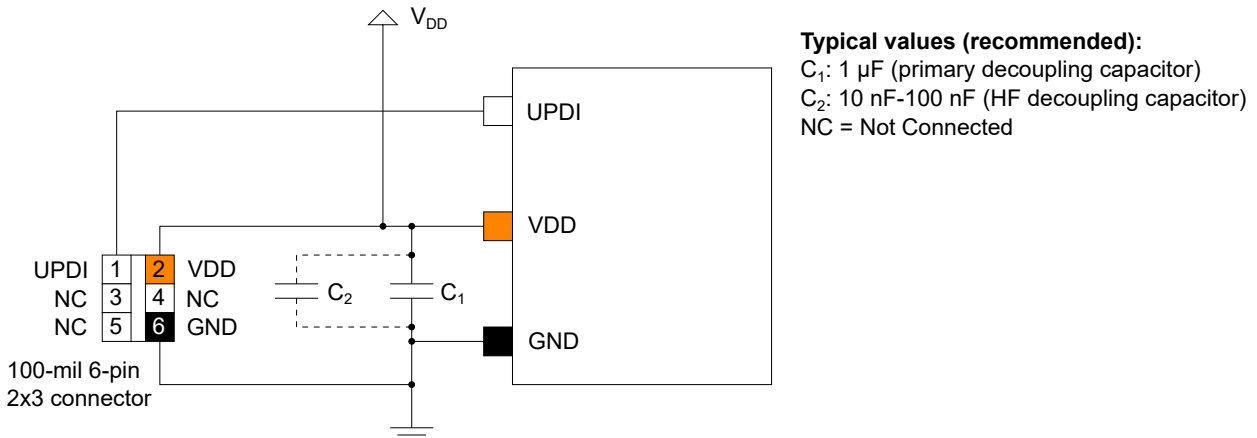 V_DD
Typical values (recommended):
C₁: 1 µF (primary decoupling capacitor)
C₂: 10 nF-100 nF (HF decoupling capacitor)
NC = Not Connected
UPDI
VDD
UPDI 1 2 VDD
NC 3 4 NC
NC 5 6 GND
C₂
C₁
GND
100-mil 6-pin
2x3 connector